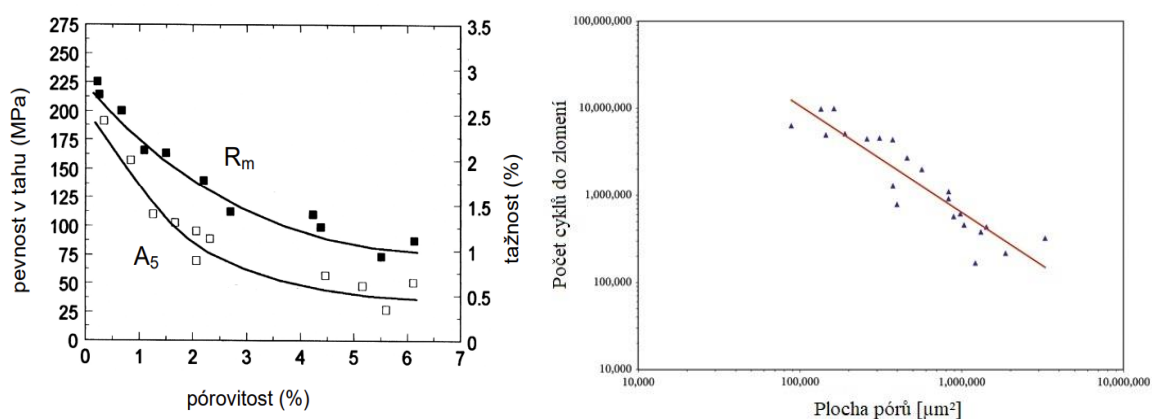 275
250
225
200
175
150
125
100
75
50
25
0
pevnost v tahu (MPa)
R_m
A_5
3.5
3
2.5
2
1.5
1
0.5
0
tažnost (%)
0 1 2 3 4 5 6 7
pórovitost (%)
100,000,000
10,000,000
1,000,000
100,000
10,000
Počet cyklů do zlomení
10,000 100,000 1,000,000 10,000,000
Plocha pórů [µm²]